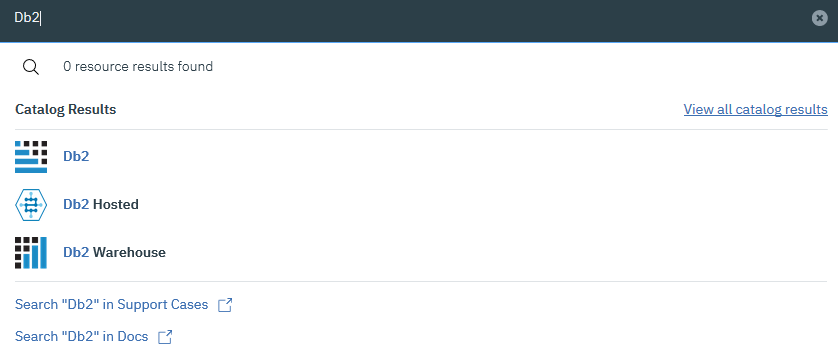 Db2
0 resource results found
Catalog Results View all catalog results
Db2
Db2 Hosted
Db2 Warehouse
Search "Db2" in Support Cases
Search "Db2" in Docs